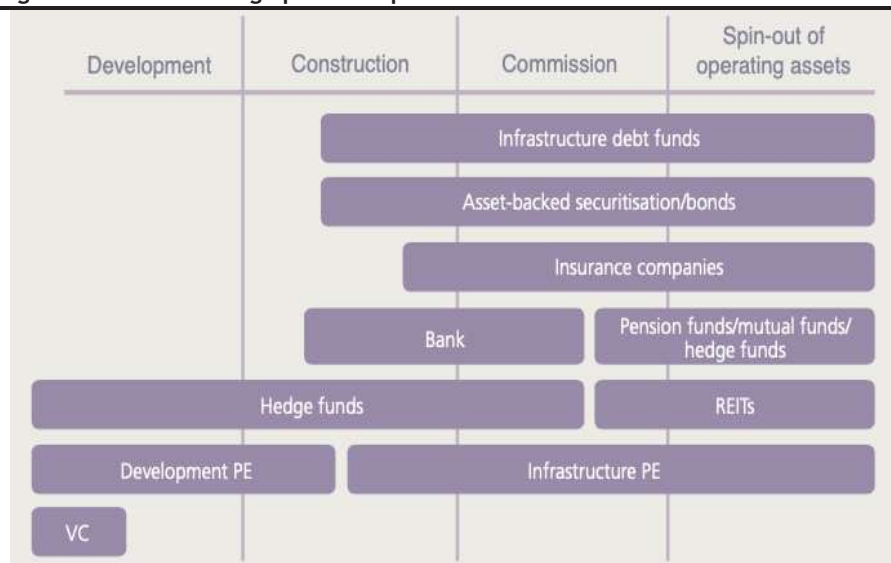 Development
Construction
Commission
Spin-out of
operating assets
Infrastructure debt funds
Asset-backed securitisation/bonds
Insurance companies
Bank
Pension funds/mutual funds/
hedge funds
Hedge funds
REITs
Development PE
Infrastructure PE
VC